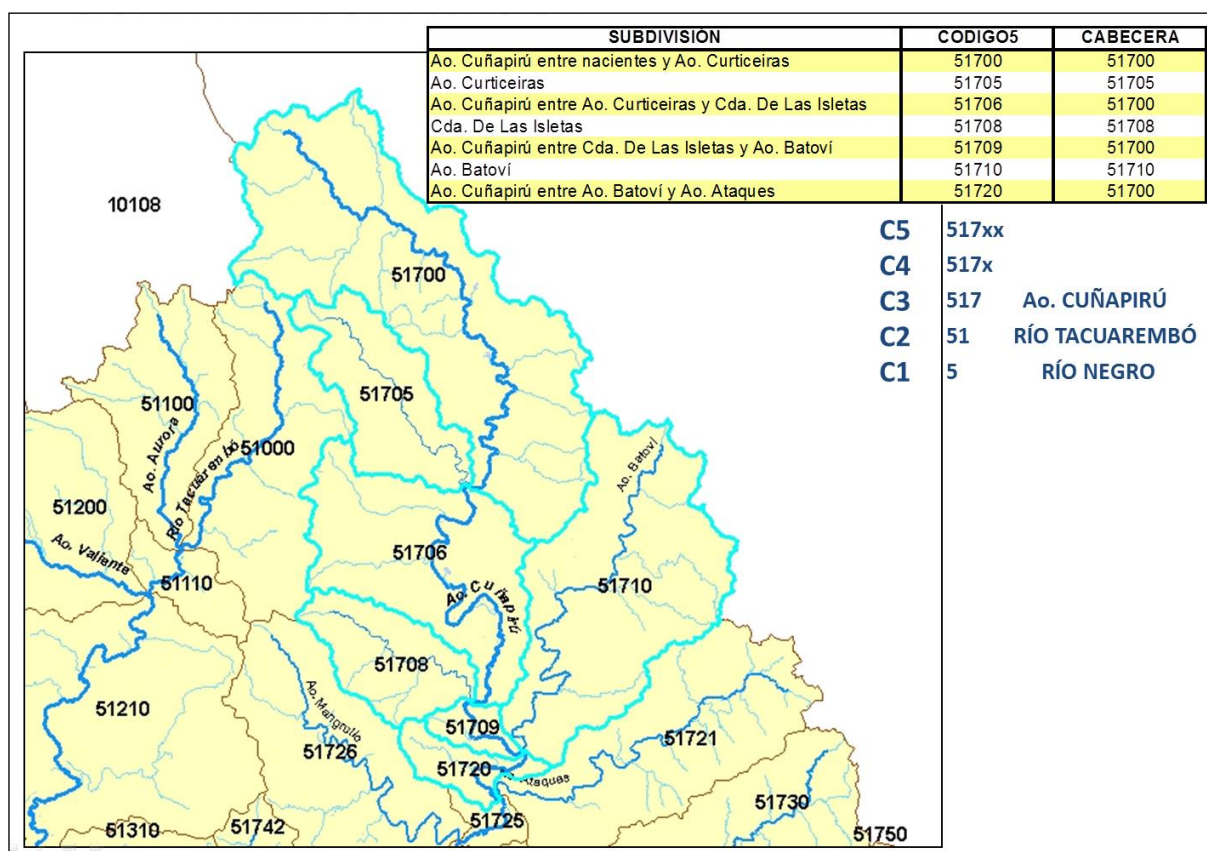 SUBDIVISIÓN CODIGO5 CABECERA
Ao. Cuñapirú entre nacientes y Ao. Curticeiras 51700 51700
Ao. Curticeiras 51705 51705
Ao. Cuñapirú entre Ao. Curticeiras y Cda. De Las Isletas 51706 51700
Cda. De Las Isletas 51708 51708
Ao. Cuñapirú entre Cda. De Las Isletas y Ao. Batoví 51709 51700
Ao. Batoví 51710 51710
Ao. Cuñapirú entre Ao. Batoví y Ao. Ataques 51720 51700
C5 517xx
C4 517x
C3 517 Ao. CUÑAPIRÚ
C2 51 RÍO TACUAREMBÓ
C1 5 RÍO NEGRO
10108
51700
51705
51100
51000
Ao. Aurora
Río Tacuarembó
Ao. Batoví
51200
Ao. Valiente
51110
51706
51710
Ao. Cuñapirú
51708
51210
Ao. Mangrullo
51709
51721
51726
51720
Ataques
51730
51310
51742
51725
51750